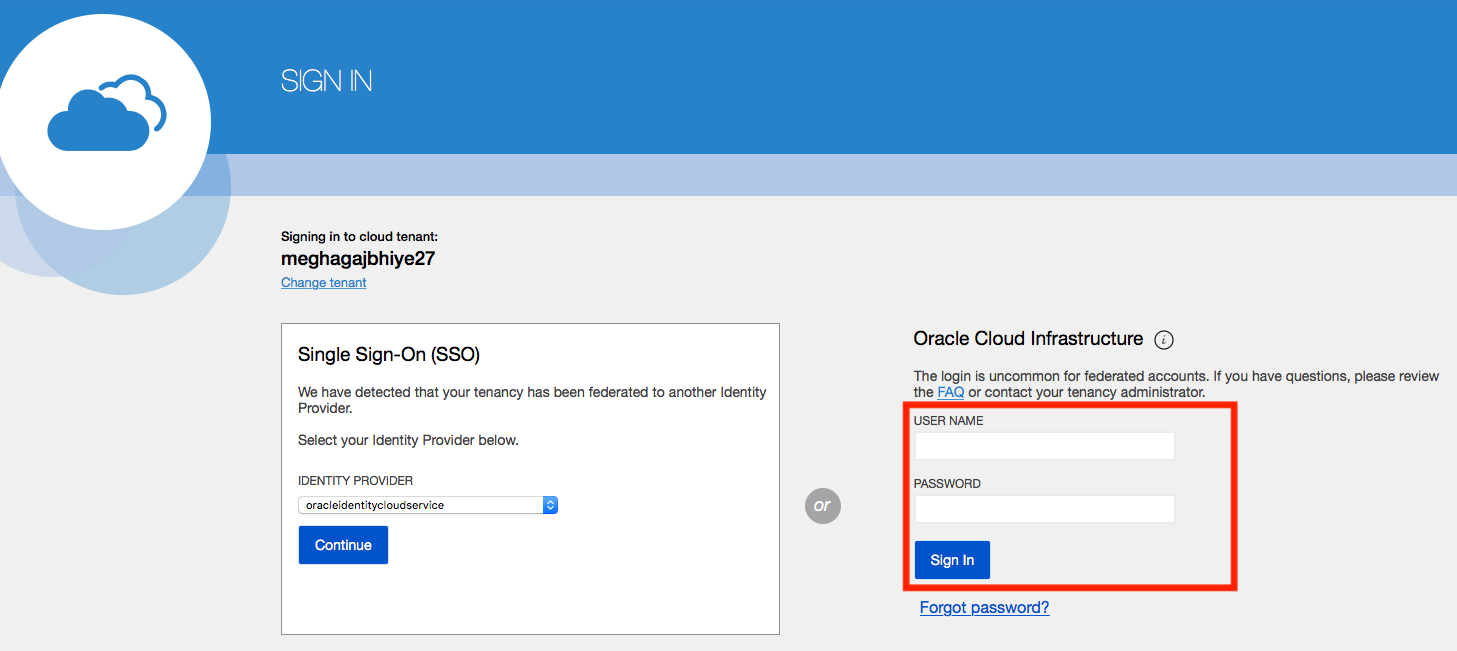 SIGN IN
Signing in to cloud tenant:
meghagajbhiye27
Change tenant
Single Sign-On (SSO)
We have detected that your tenancy has been federated to another Identity
Provider.
Select your Identity Provider below.
IDENTITY PROVIDER
oracleidentitycloudservice
Continue
or
Oracle Cloud Infrastructure i
The login is uncommon for federated accounts. If you have questions, please review
the FAQ or contact your tenancy administrator.
USER NAME
PASSWORD
Sign In
Forgot password?